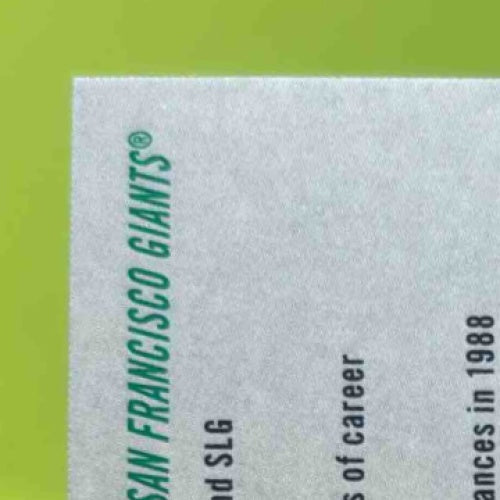 SAN FRANCISCO GIANTS®
nd SLG
s of career
ances in 1988